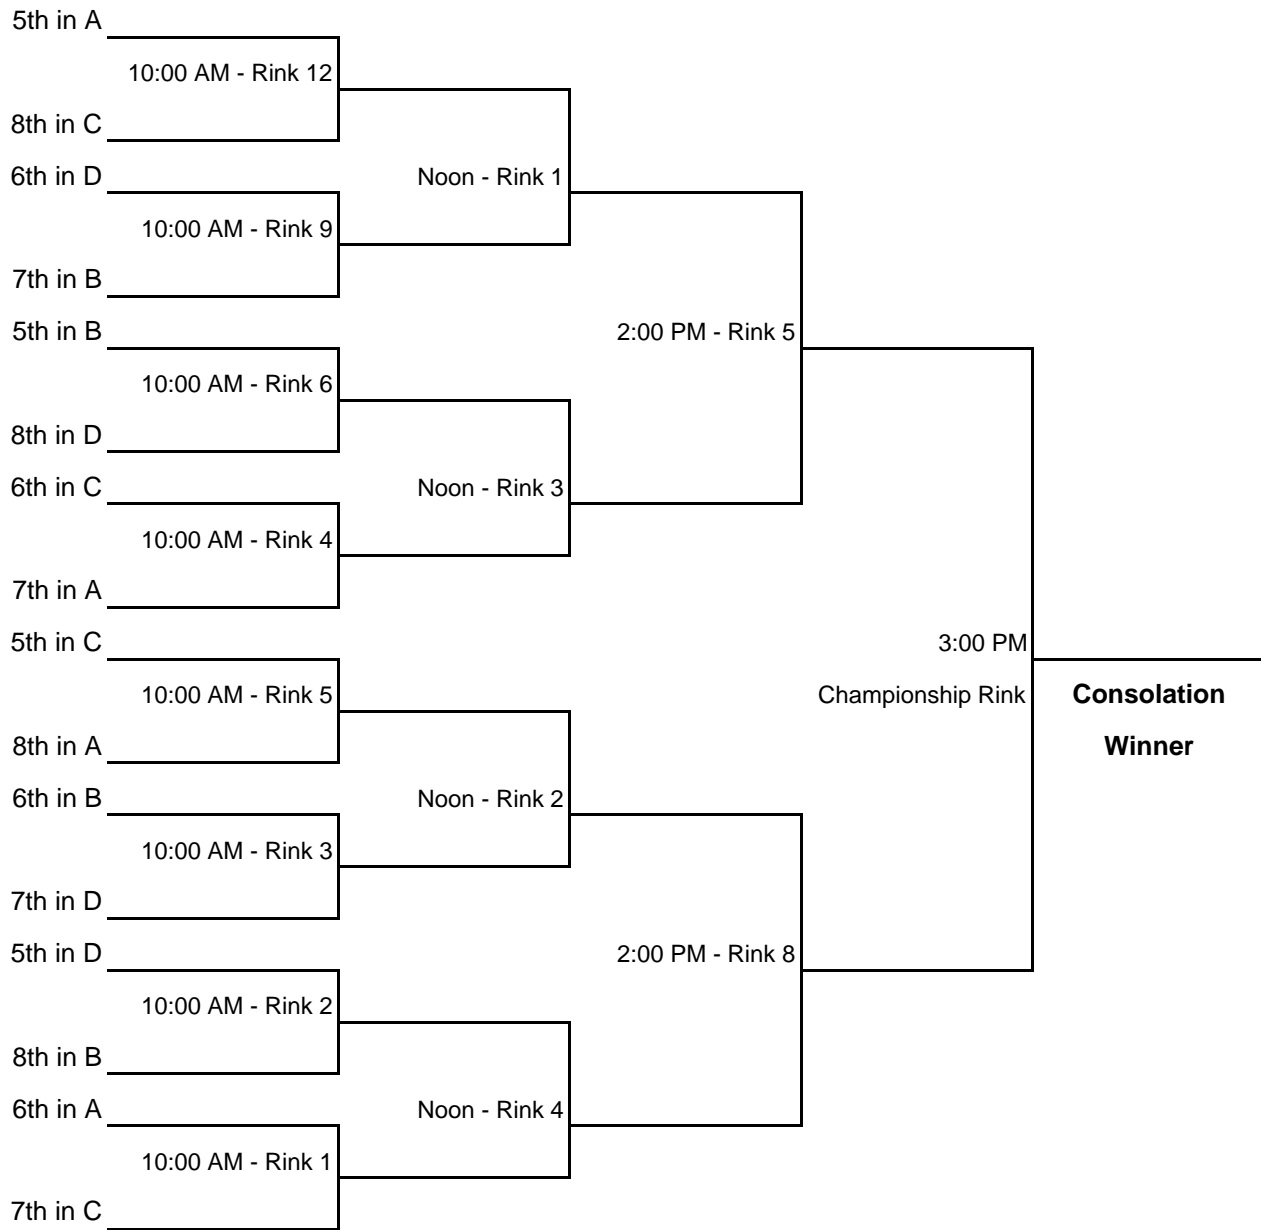 5th in A
10:00 AM - Rink 12
8th in C
6th in D
Noon - Rink 1
10:00 AM - Rink 9
7th in B
5th in B
2:00 PM - Rink 5
10:00 AM - Rink 6
8th in D
6th in C
Noon - Rink 3
10:00 AM - Rink 4
7th in A
5th in C
3:00 PM
10:00 AM - Rink 5
Championship Rink
Consolation
8th in A
Winner
6th in B
Noon - Rink 2
10:00 AM - Rink 3
7th in D
5th in D
2:00 PM - Rink 8
10:00 AM - Rink 2
8th in B
6th in A
Noon - Rink 4
10:00 AM - Rink 1
7th in C